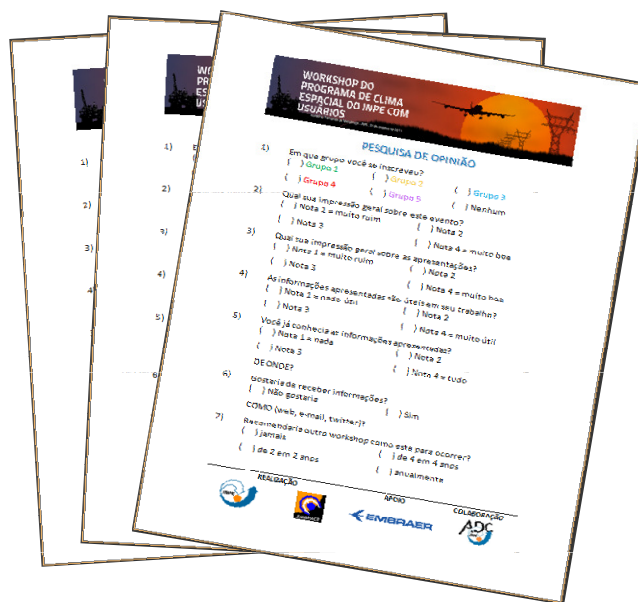 WORKSHOP DO
PROGRAMA DE CLIMA
ESPACIAL DO INPE COM
USUÁRIOS
PESQUISA DE OPINIÃO
1) Em que grupo você se inscreveu?
( ) Grupo 1 ( ) Grupo 2 ( ) Grupo 3
( ) Grupo 4 ( ) Grupo 5 ( ) Nenhum
2) Qual sua impressão geral sobre este evento?
( ) Nota 1 = muito ruim ( ) Nota 2
( ) Nota 3 ( ) Nota 4 = muito boa
3) Qual sua impressão geral sobre as apresentações?
( ) Nota 1 = muito ruim ( ) Nota 2
( ) Nota 3 ( ) Nota 4 = muito boa
4) As informações apresentadas são úteis em seu trabalho?
( ) Nota 1 = nada útil ( ) Nota 2
( ) Nota 3 ( ) Nota 4 = muito útil
5) Você já conhecia as informações apresentadas?
( ) Nota 1 = nada ( ) Nota 2
( ) Nota 3 ( ) Nota 4 = tudo
DE ONDE?
6) Gostaria de receber informações?
( ) Não gostaria ( ) Sim
COMO (web, e-mail, twitter)?
7) Recomendaria outro workshop como este para ocorrer?
( ) jamais ( ) de 4 em 4 anos
( ) de 2 em 2 anos ( ) anualmente
REALIZAÇÃO APOIO COLABORAÇÃO
EMBRAER